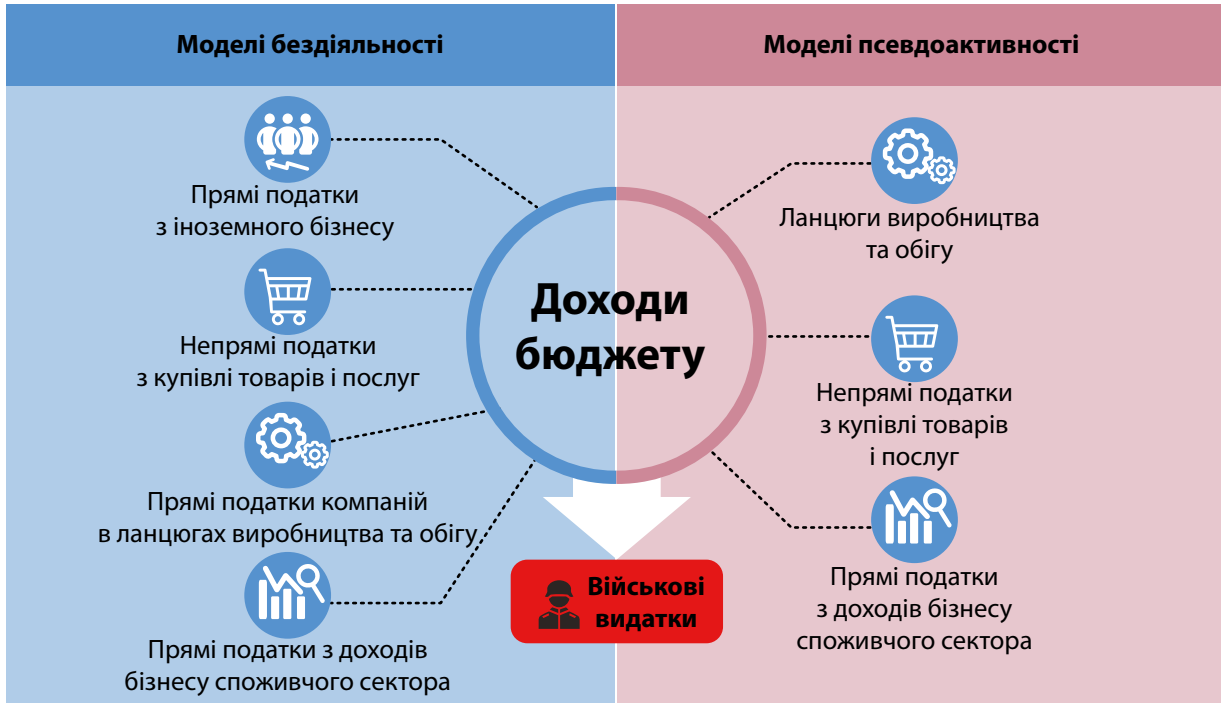 Моделі бездіяльності
Моделі псевдоактивності
Прямі податки
з іноземного бізнесу
Непрямі податки
з купівлі товарів і послуг
Прямі податки компаній
в ланцюгах виробництва та обігу
Прямі податки з доходів
бізнесу споживчого сектора
Доходи
бюджету
Військові
видатки
Ланцюги виробництва
та обігу
Непрямі податки
з купівлі товарів
і послуг
Прямі податки
з доходів бізнесу
споживчого сектора